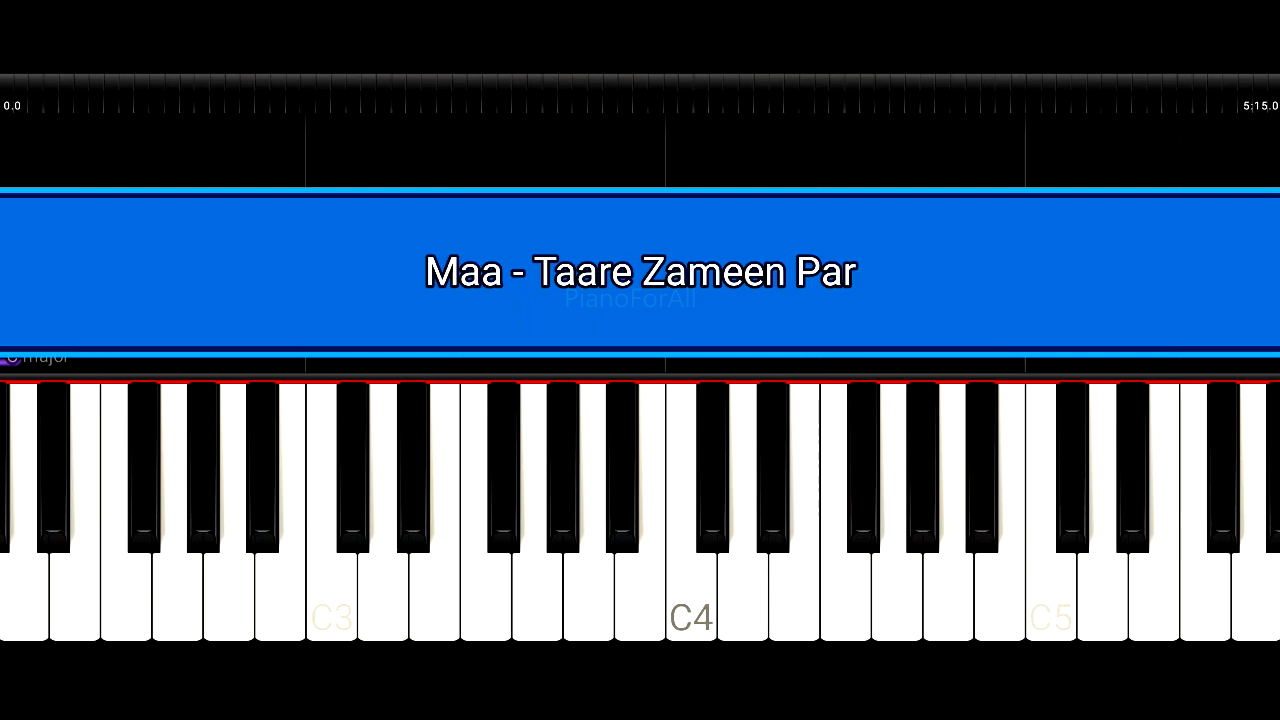 0.0
5:15.0
Maa - Taare Zameen Par
PianoForAll
C major
C3
C4
C5